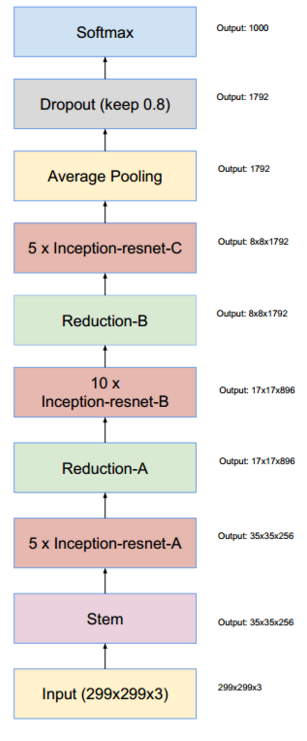 Softmax
Output: 1000
Dropout (keep 0.8)
Output: 1792
Average Pooling
Output: 1792
5 x Inception-resnet-C
Output: 8x8x1792
Reduction-B
Output: 8x8x1792
10 x
Inception-resnet-B
Output: 17x17x896
Reduction-A
Output: 17x17x896
5 x Inception-resnet-A
Output: 35x35x256
Stem
Output: 35x35x256
Input (299x299x3)
299x299x3